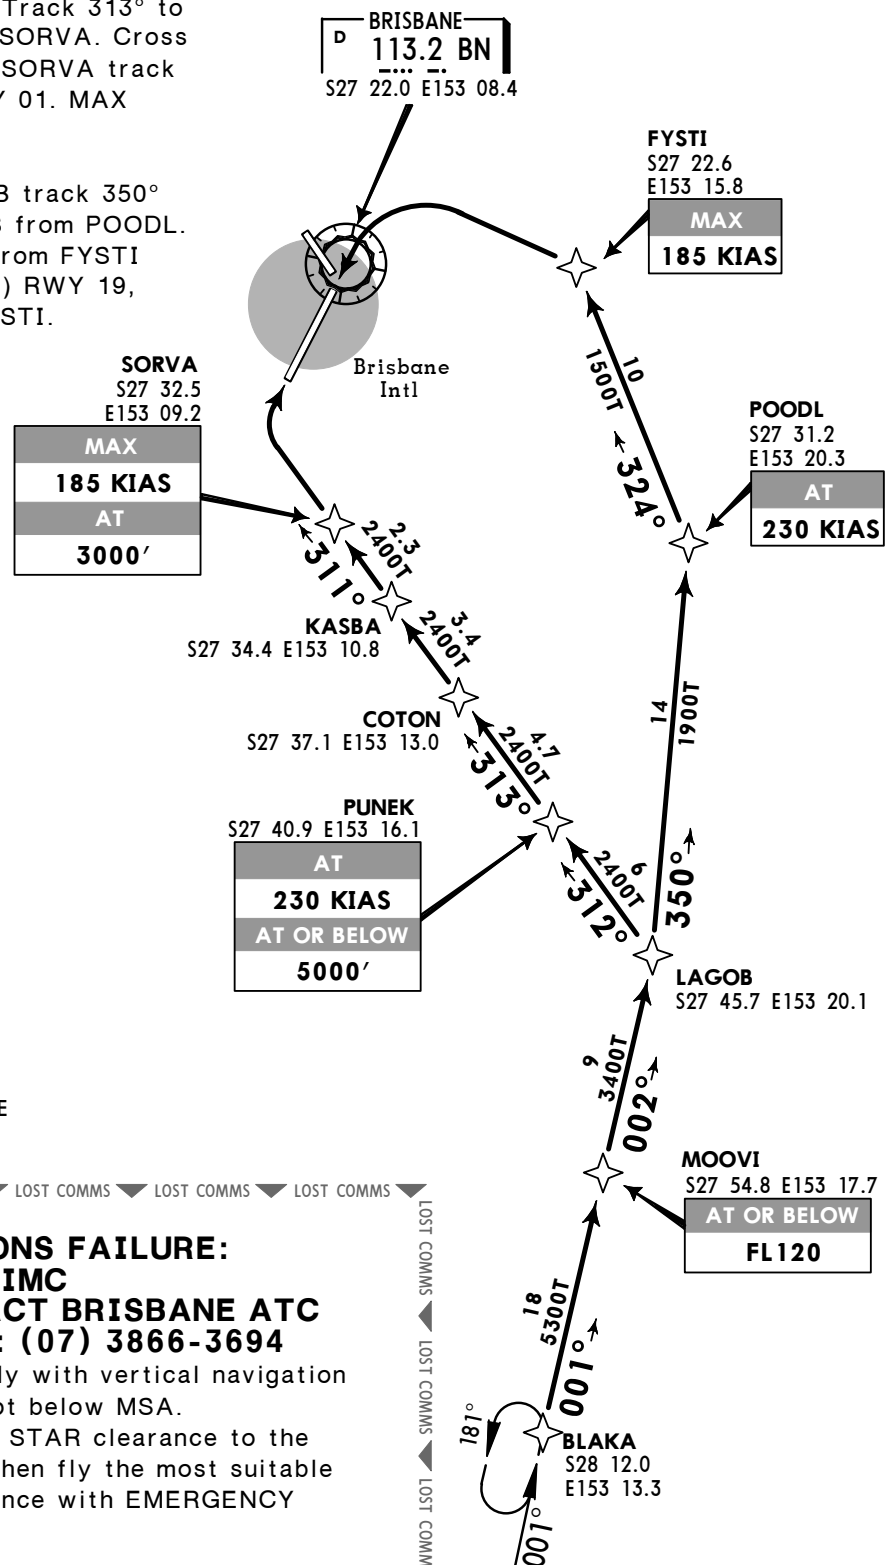 Track 313° to
SORVA. Cross
SORVA track
01. MAX
track 350°
from POODL.
from FYSTI
) RWY 19,
STI.
BRISBANE
D
113.2 BN
S27 22.0 E153 08.4
FYSTI
S27 22.6
E153 15.8
MAX
185 KIAS
Brisbane
Intl
SORVA
S27 32.5
E153 09.2
MAX
185 KIAS
AT
3000′
10
1500T
324°
POODL
S27 31.2
E153 20.3
AT
230 KIAS
2.3
2400T
311°
KASBA
S27 34.4 E153 10.8
3.4
2400T
COTON
S27 37.1 E153 13.0
4.7
2400T
313°
14
1900T
PUNEK
S27 40.9 E153 16.1
AT
230 KIAS
AT OR BELOW
5000′
6
2400T
312°
350°
LAGOB
S27 45.7 E153 20.1
9
3400T
002°
MOOVI
S27 54.8 E153 17.7
AT OR BELOW
FL120
E
LOST COMMS LOST COMMS LOST COMMS
LOST COMMS LOST COMMS LOST COMM
ONS FAILURE:
IMC
ACT BRISBANE ATC
: (07) 3866-3694
ly with vertical navigation
ot below MSA.
STAR clearance to the
hen fly the most suitable
nce with EMERGENCY
18
5300T
001°
181°
BLAKA
S28 12.0
E153 13.3
001°